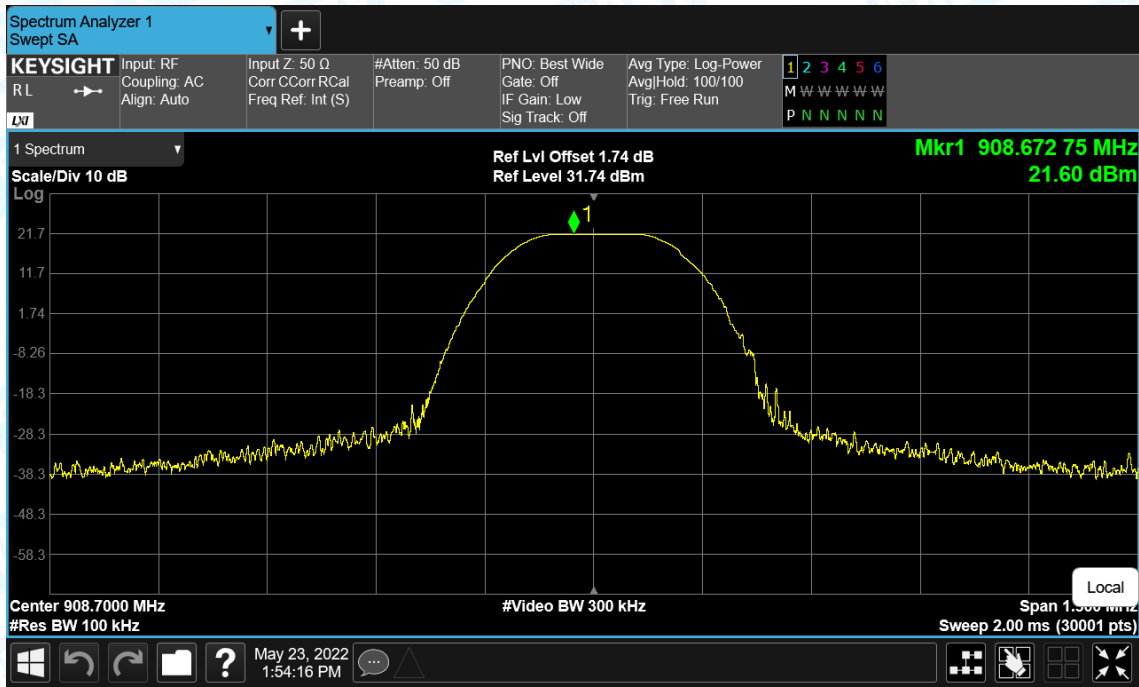 Spectrum Analyzer 1
Swept SA
+
KEYSIGHT
R L
LXI
Input: RF
Coupling: AC
Align: Auto
Input Z: 50 Ω
Corr CCorr RCal
Freq Ref: Int (S)
#Atten: 50 dB
Preamp: Off
PNO: Best Wide
Gate: Off
IF Gain: Low
Sig Track: Off
Avg Type: Log-Power
Avg|Hold: 100/100
Trig: Free Run
1 2 3 4 5 6
M W W W W W
P N N N N N
1 Spectrum
Scale/Div 10 dB
Ref Lvl Offset 1.74 dB
Ref Level 31.74 dBm
Mkr1 908.672 75 MHz
21.60 dBm
Log
1
21.7
11.7
1.74
-8.26
-18.3
-28.3
-38.3
-48.3
-58.3
Local
Center 908.7000 MHz
#Res BW 100 kHz
#Video BW 300 kHz
Span
Sweep 2.00 ms (30001 pts)
?
May 23, 2022
1:54:16 PM